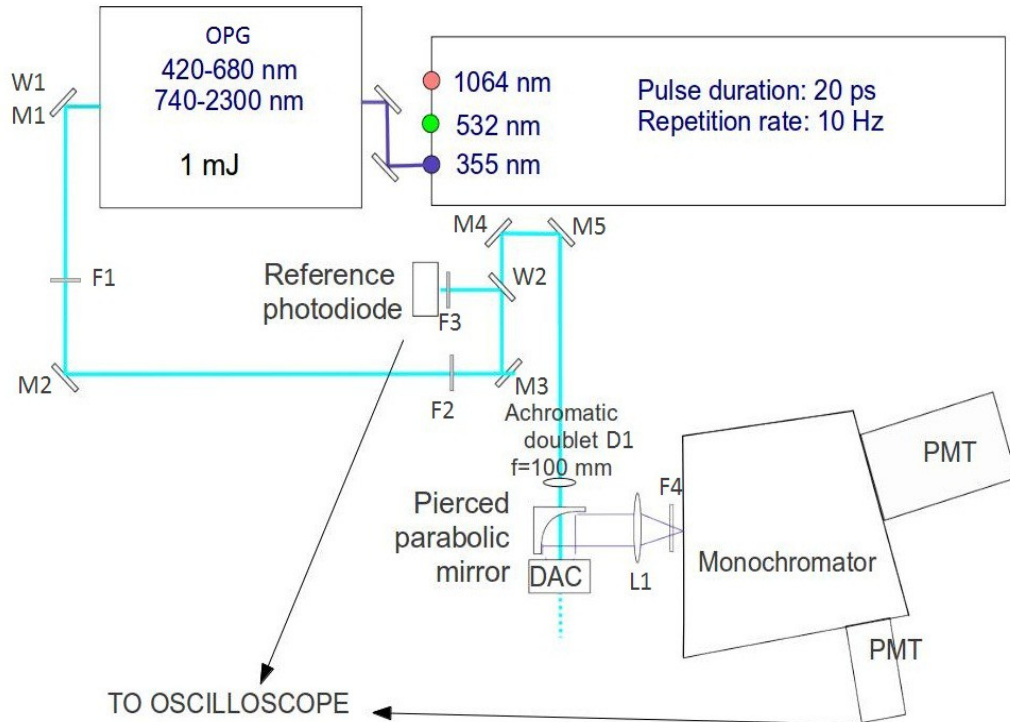 OPG
420-680 nm
740-2300 nm
1 mJ
1064 nm
532 nm
355 nm
Pulse duration: 20 ps
Repetition rate: 10 Hz
W1
M1
M4
M5
F1
Reference
photodiode
W2
F3
M2
F2
M3
Achromatic
doublet D1
f=100 mm
F4
PMT
Pierced
parabolic
mirror
DAC
L1
Monochromator
PMT
TO OSCILLOSCOPE